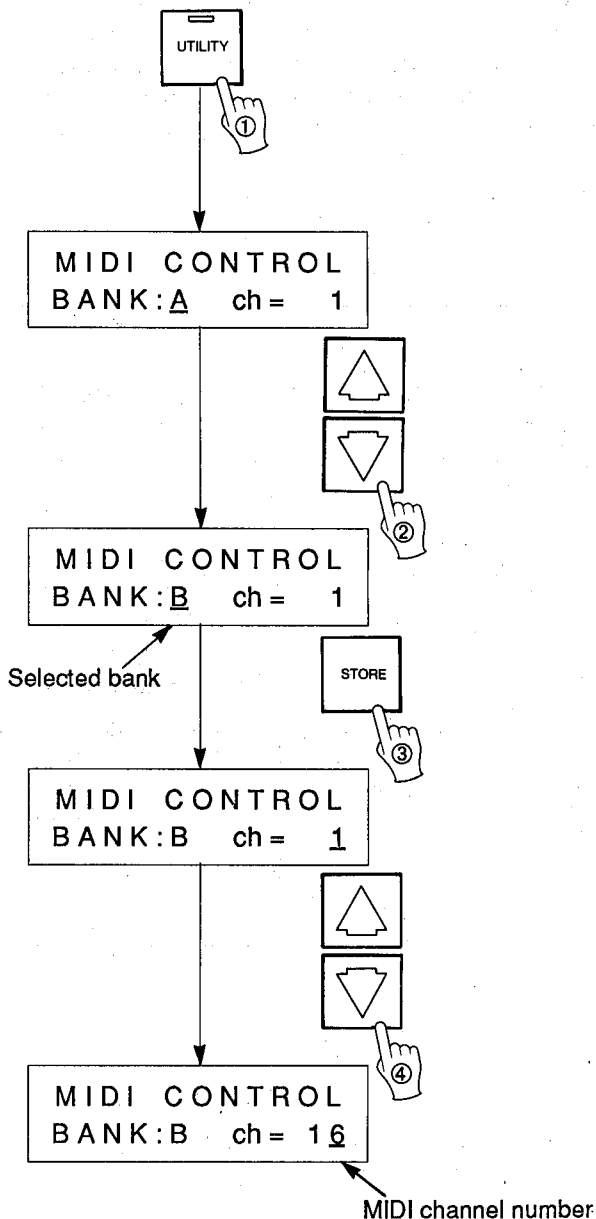 UTILITY
①
MIDI CONTROL
BANK:A ch= 1
②
MIDI CONTROL
BANK:B ch= 1
Selected bank
STORE
③
MIDI CONTROL
BANK:B ch= 1
④
MIDI CONTROL
BANK:B ch= 16
MIDI channel number